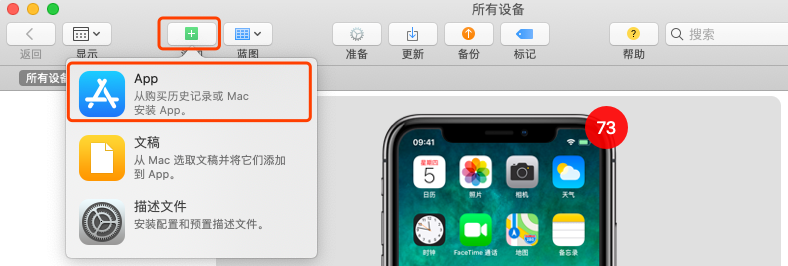 所有设备
返回
显示
蓝图
准备
更新
备份
标记
帮助
搜索
所有设备
App
从购买历史记录或 Mac
安装 App。
文稿
从 Mac 选取文稿并将它们添加
到 App。
描述文件
安装配置和预置描述文件。
73
09:41
星期四
5
日历
照片
相机
天气
时钟
FaceTime 通话
地图
备忘录